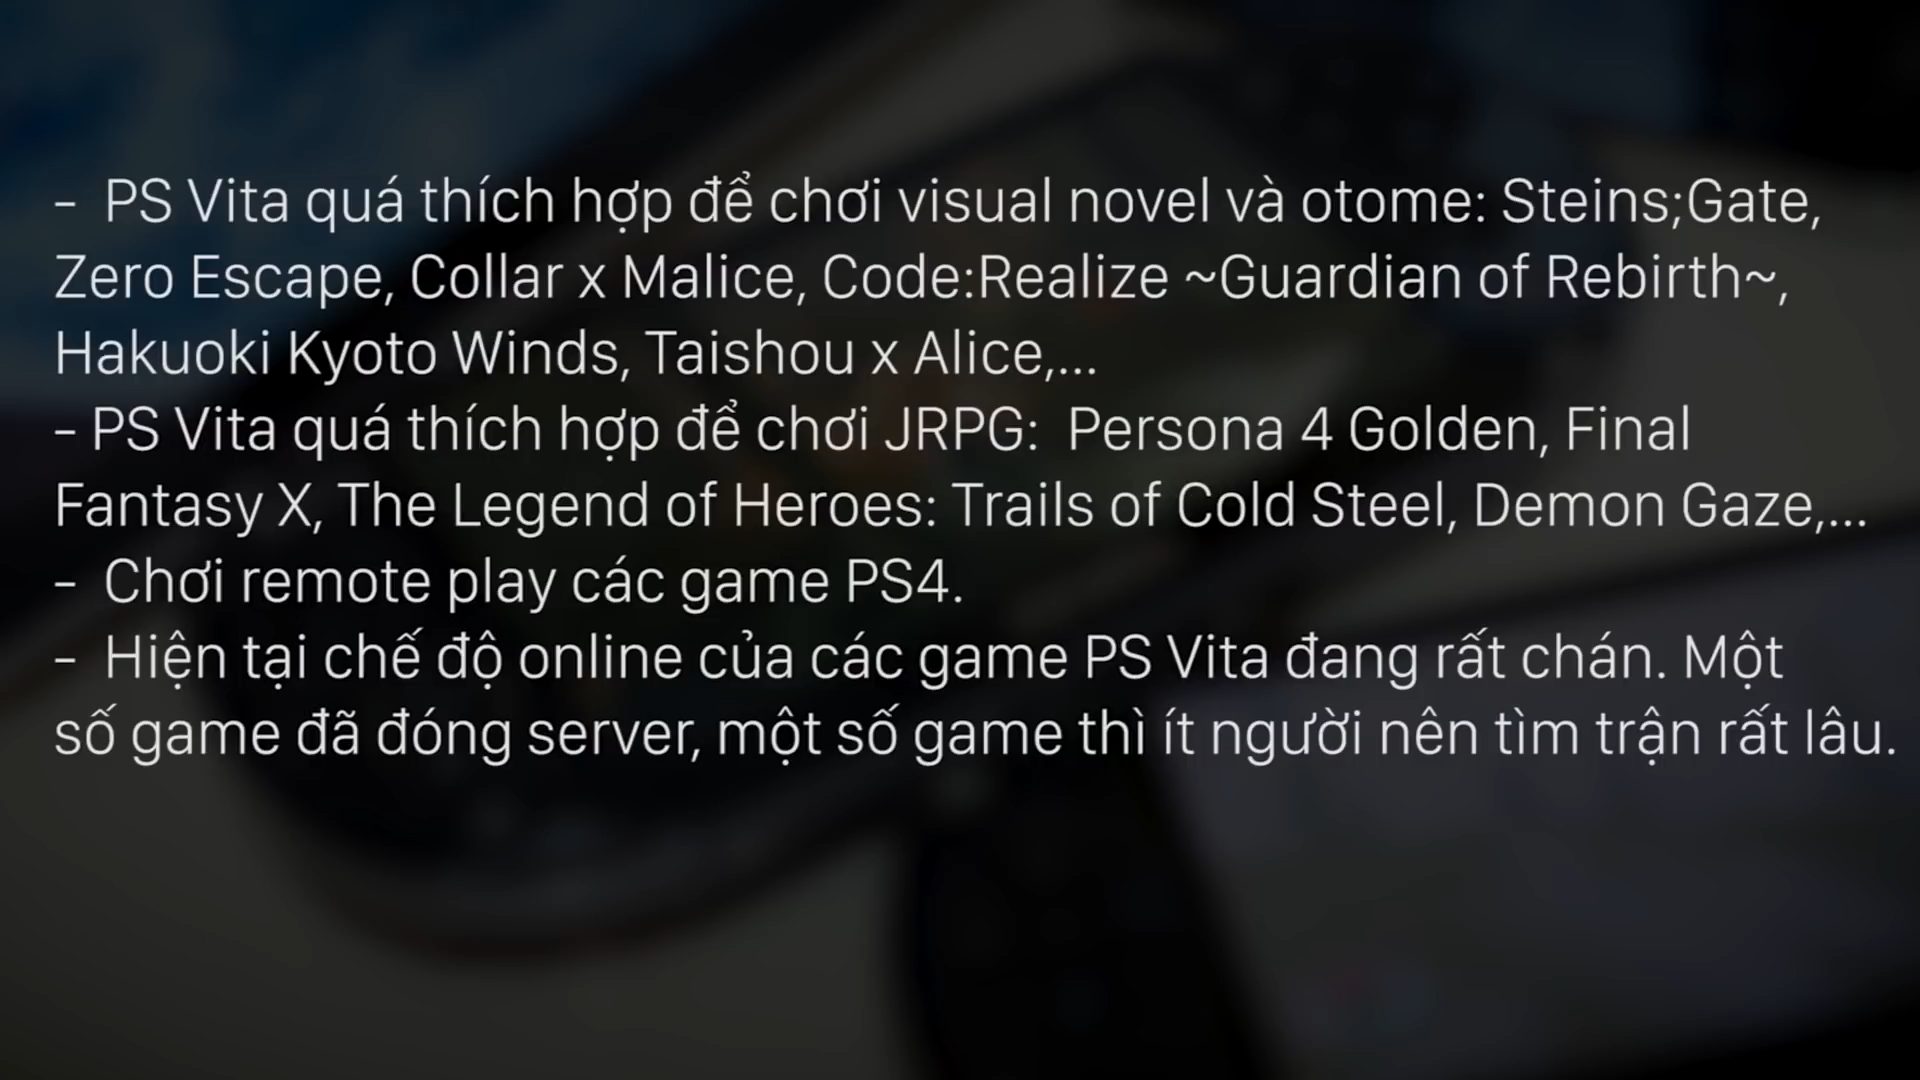 - PS Vita quá thích hợp để chơi visual novel và otome: Steins;Gate,
Zero Escape, Collar x Malice, Code:Realize ~Guardian of Rebirth~,
Hakuoki Kyoto Winds, Taishou x Alice,...
- PS Vita quá thích hợp để chơi JRPG: Persona 4 Golden, Final
Fantasy X, The Legend of Heroes: Trails of Cold Steel, Demon Gaze,...
- Chơi remote play các game PS4.
- Hiện tại chế độ online của các game PS Vita đang rất chán. Một
số game đã đóng server, một số game thì ít người nên tìm trận rất lâu.